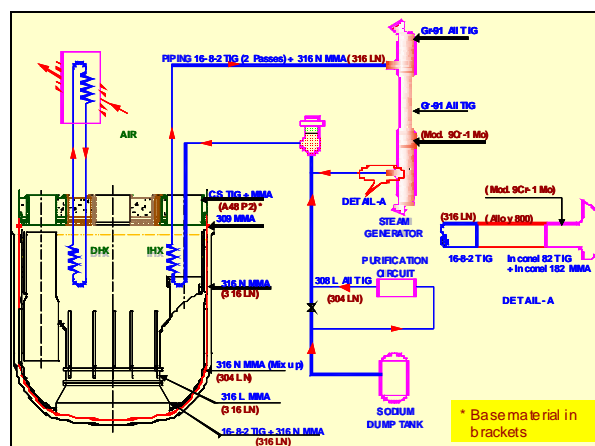 Gr-91 All TIG
PIPING 16-8-2 TIG (2 Passes) + 316 N MMA (316 LN)
AIR
Gr-91 All TIG
(Mod. 9Cr-1 Mo)
CS TIG + MMA
(A48 P2) *
309 MMA
DETAIL-A
STEAM
GENERATOR
(Mod. 9Cr-1 Mo)
(316 LN)
(Alloy 800)
16-8-2 TIG
Inconel 82 TIG
+ Inconel 182 MMA
DETAIL-A
DHX
IHX
PURIFICATION
CIRCUIT
308 L All TIG
(304 LN)
316 N MMA
(316 LN)
316 N MMA (Mix up)
(304 LN)
316 L MMA
(316 LN)
16-8-2 TIG + 316 N MMA
(316 LN)
SODIUM
DUMP TANK
* Base material in
brackets